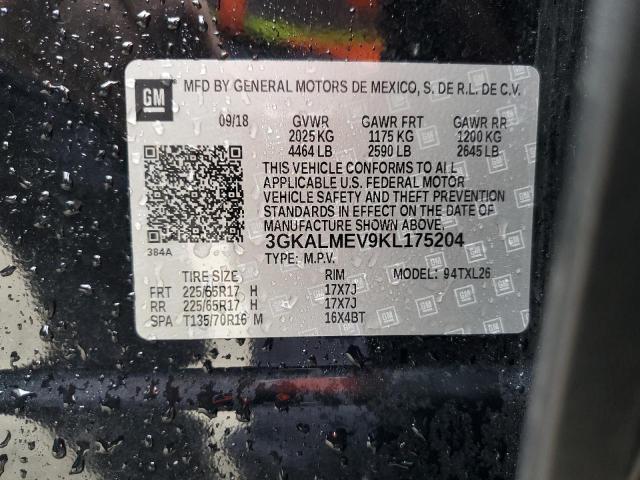 GM MFD BY GENERAL MOTORS DE MEXICO, S. DE R.L. DE C.V.
09/18 GVWR GAWR FRT GAWR RR
2025 KG 1175 KG 1200 KG
4464 LB 2590 LB 2645 LB
THIS VEHICLE CONFORMS TO ALL
APPLICABLE U.S. FEDERAL MOTOR
VEHICLE SAFETY AND THEFT PREVENTION
STANDARDS IN EFFECT ON THE DATE OF
MANUFACTURE SHOWN ABOVE.
384A 3GKALMEV9KL175204
TYPE: M.P.V. MODEL: 94TXL26
TIRE SIZE RIM
FRT 225/65R17 H 17X7J
RR 225/65R17 H 17X7J
SPA T135/70R16 M 16X4BT